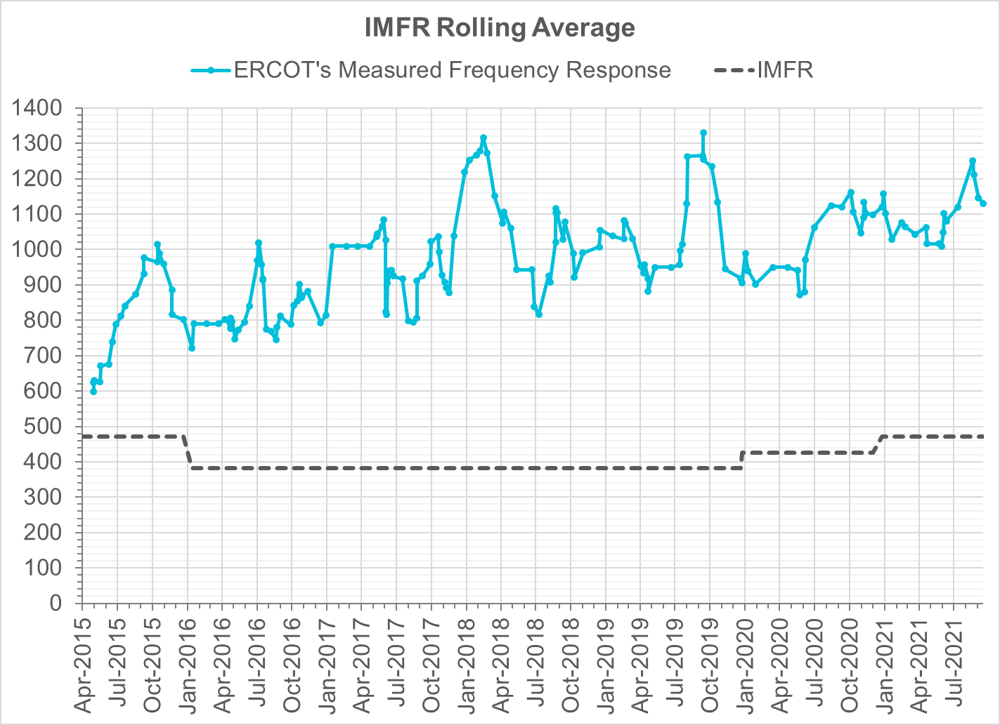 IMFR Rolling Average
ERCOT's Measured Frequency Response IMFR
1400
1300
1200
1100
1000
900
800
700
600
500
400
300
200
100
0
Apr-2015
Jul-2015
Oct-2015
Jan-2016
Apr-2016
Jul-2016
Oct-2016
Jan-2017
Apr-2017
Jul-2017
Oct-2017
Jan-2018
Apr-2018
Jul-2018
Oct-2018
Jan-2019
Apr-2019
Jul-2019
Oct-2019
Jan-2020
Apr-2020
Jul-2020
Oct-2020
Jan-2021
Apr-2021
Jul-2021